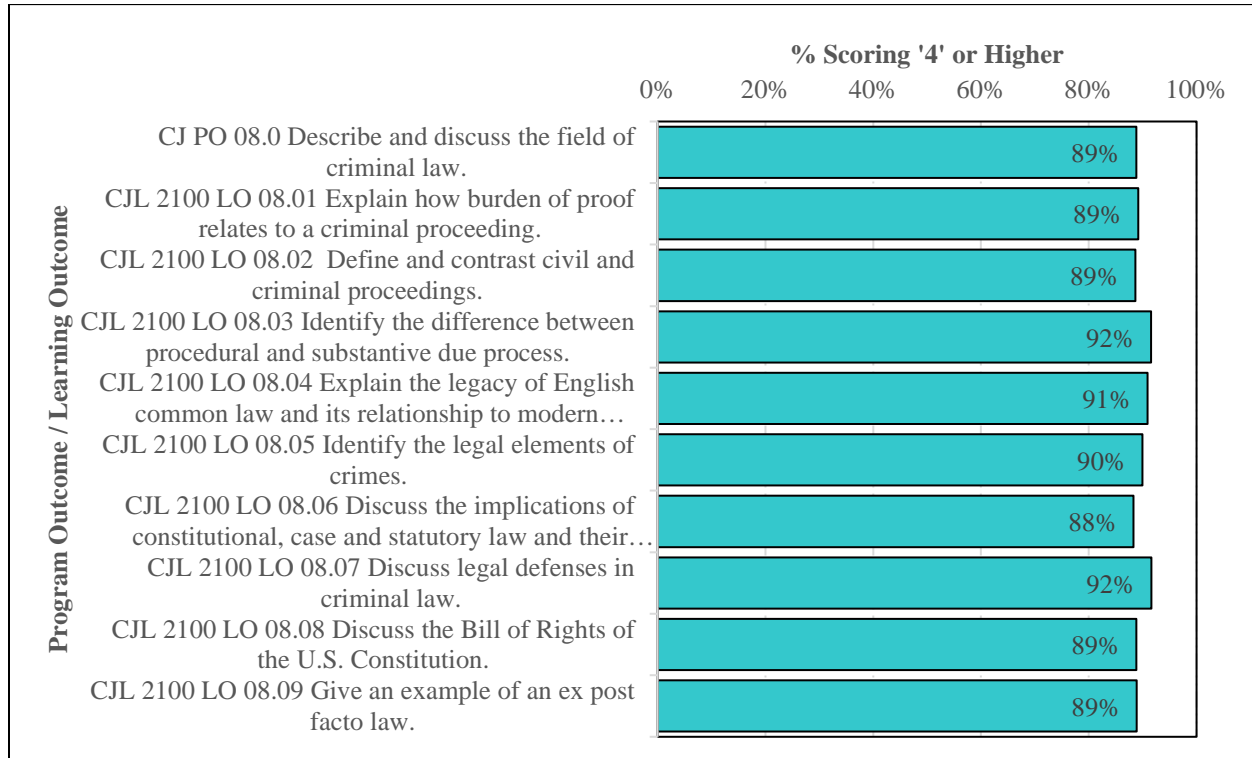 % Scoring '4' or Higher
0% 20% 40% 60% 80% 100%
Program Outcome / Learning Outcome
CJ PO 08.0 Describe and discuss the field of
criminal law.
89%
CJL 2100 LO 08.01 Explain how burden of proof
relates to a criminal proceeding.
89%
CJL 2100 LO 08.02  Define and contrast civil and
criminal proceedings.
89%
CJL 2100 LO 08.03 Identify the difference between
procedural and substantive due process.
92%
CJL 2100 LO 08.04 Explain the legacy of English
common law and its relationship to modern…
91%
CJL 2100 LO 08.05 Identify the legal elements of
crimes.
90%
CJL 2100 LO 08.06 Discuss the implications of
constitutional, case and statutory law and their…
88%
CJL 2100 LO 08.07 Discuss legal defenses in
criminal law.
92%
CJL 2100 LO 08.08 Discuss the Bill of Rights of
the U.S. Constitution.
89%
CJL 2100 LO 08.09 Give an example of an ex post
facto law.
89%